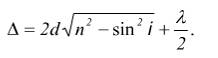 Δ = 2d√(n² − sin² i) + λ/2.